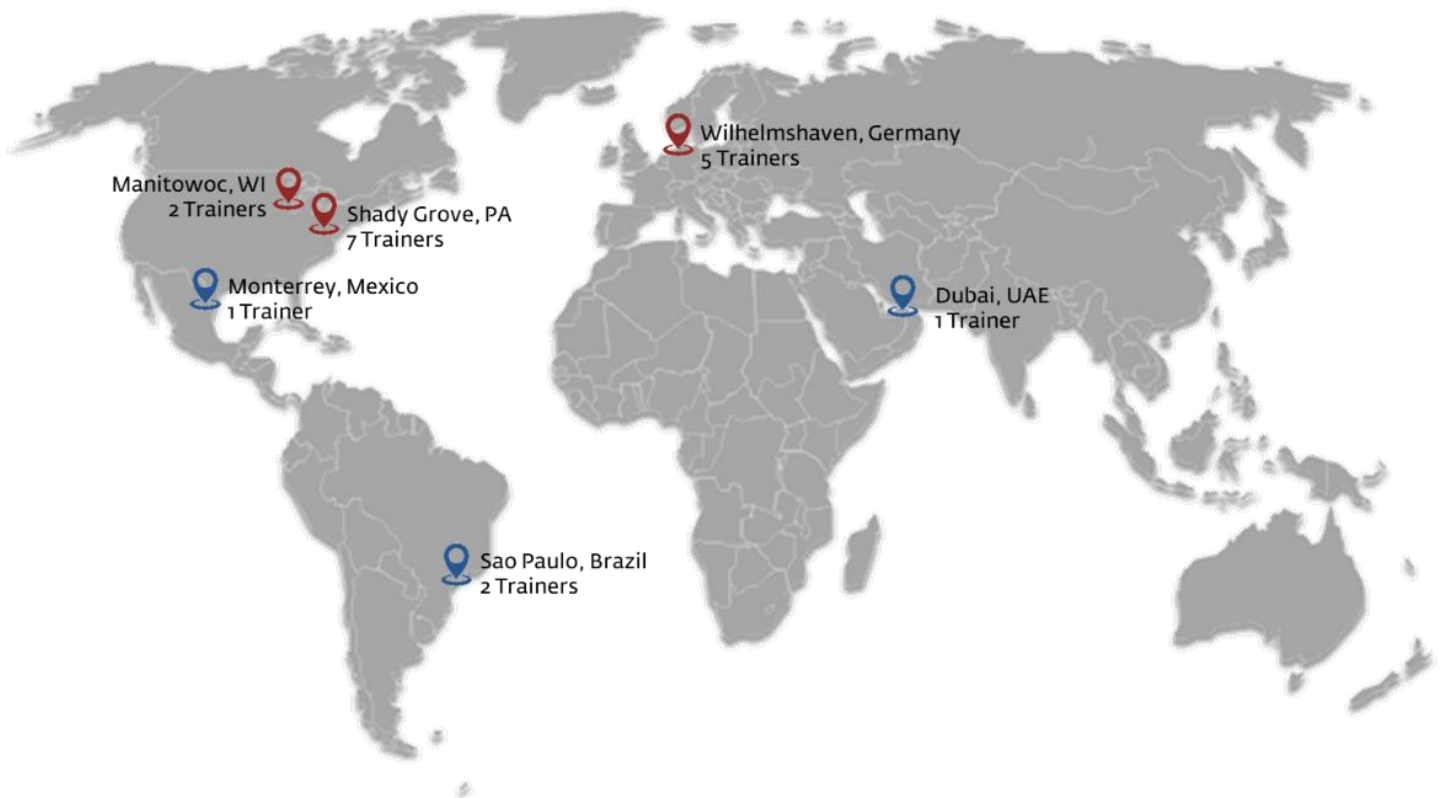 Wilhelmshaven, Germany
5 Trainers
Manitowoc, WI
2 Trainers
Shady Grove, PA
7 Trainers
Monterrey, Mexico
1 Trainer
Dubai, UAE
1 Trainer
Sao Paulo, Brazil
2 Trainers